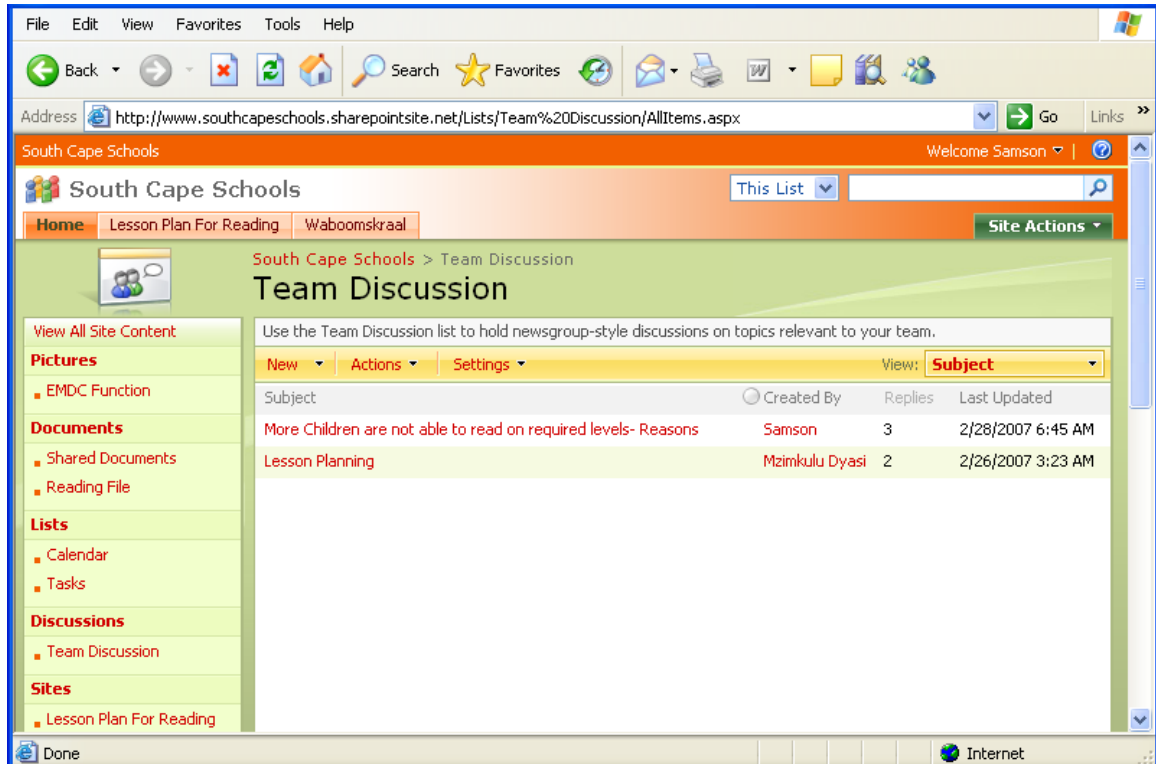 File Edit View Favorites Tools Help
Back Search Favorites
Address http://www.southcapeschools.sharepointsite.net/Lists/Team%20Discussion/AllItems.aspx Go Links »
South Cape Schools Welcome Samson |
South Cape Schools This List
Home Lesson Plan For Reading Waboomskraal Site Actions
South Cape Schools > Team Discussion
Team Discussion
View All Site Content Use the Team Discussion list to hold newsgroup-style discussions on topics relevant to your team.
Pictures New Actions Settings View: Subject
EMDC Function Subject Created By Replies Last Updated
Documents More Children are not able to read on required levels- Reasons Samson 3 2/28/2007 6:45 AM
Shared Documents Lesson Planning Mzimkulu Dyasi 2 2/26/2007 3:23 AM
Reading File
Lists
Calendar
Tasks
Discussions
Team Discussion
Sites
Lesson Plan For Reading
Done Internet